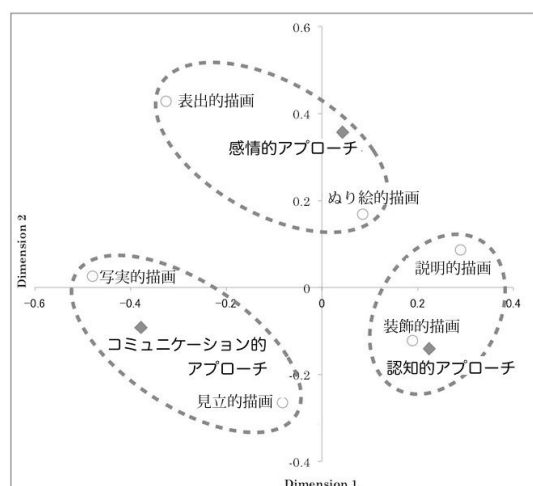 0.6
表出的描画
0.4
感情的アプローチ
ぬり絵的描画
0.2
Dimension 2
説明的描画
写実的描画
0
-0.6
-0.4
-0.2
0
0.2
0.4
装飾的描画
コミュニケーション的
アプローチ
認知的アプローチ
-0.2
見立的描画
-0.4
Dimension 1